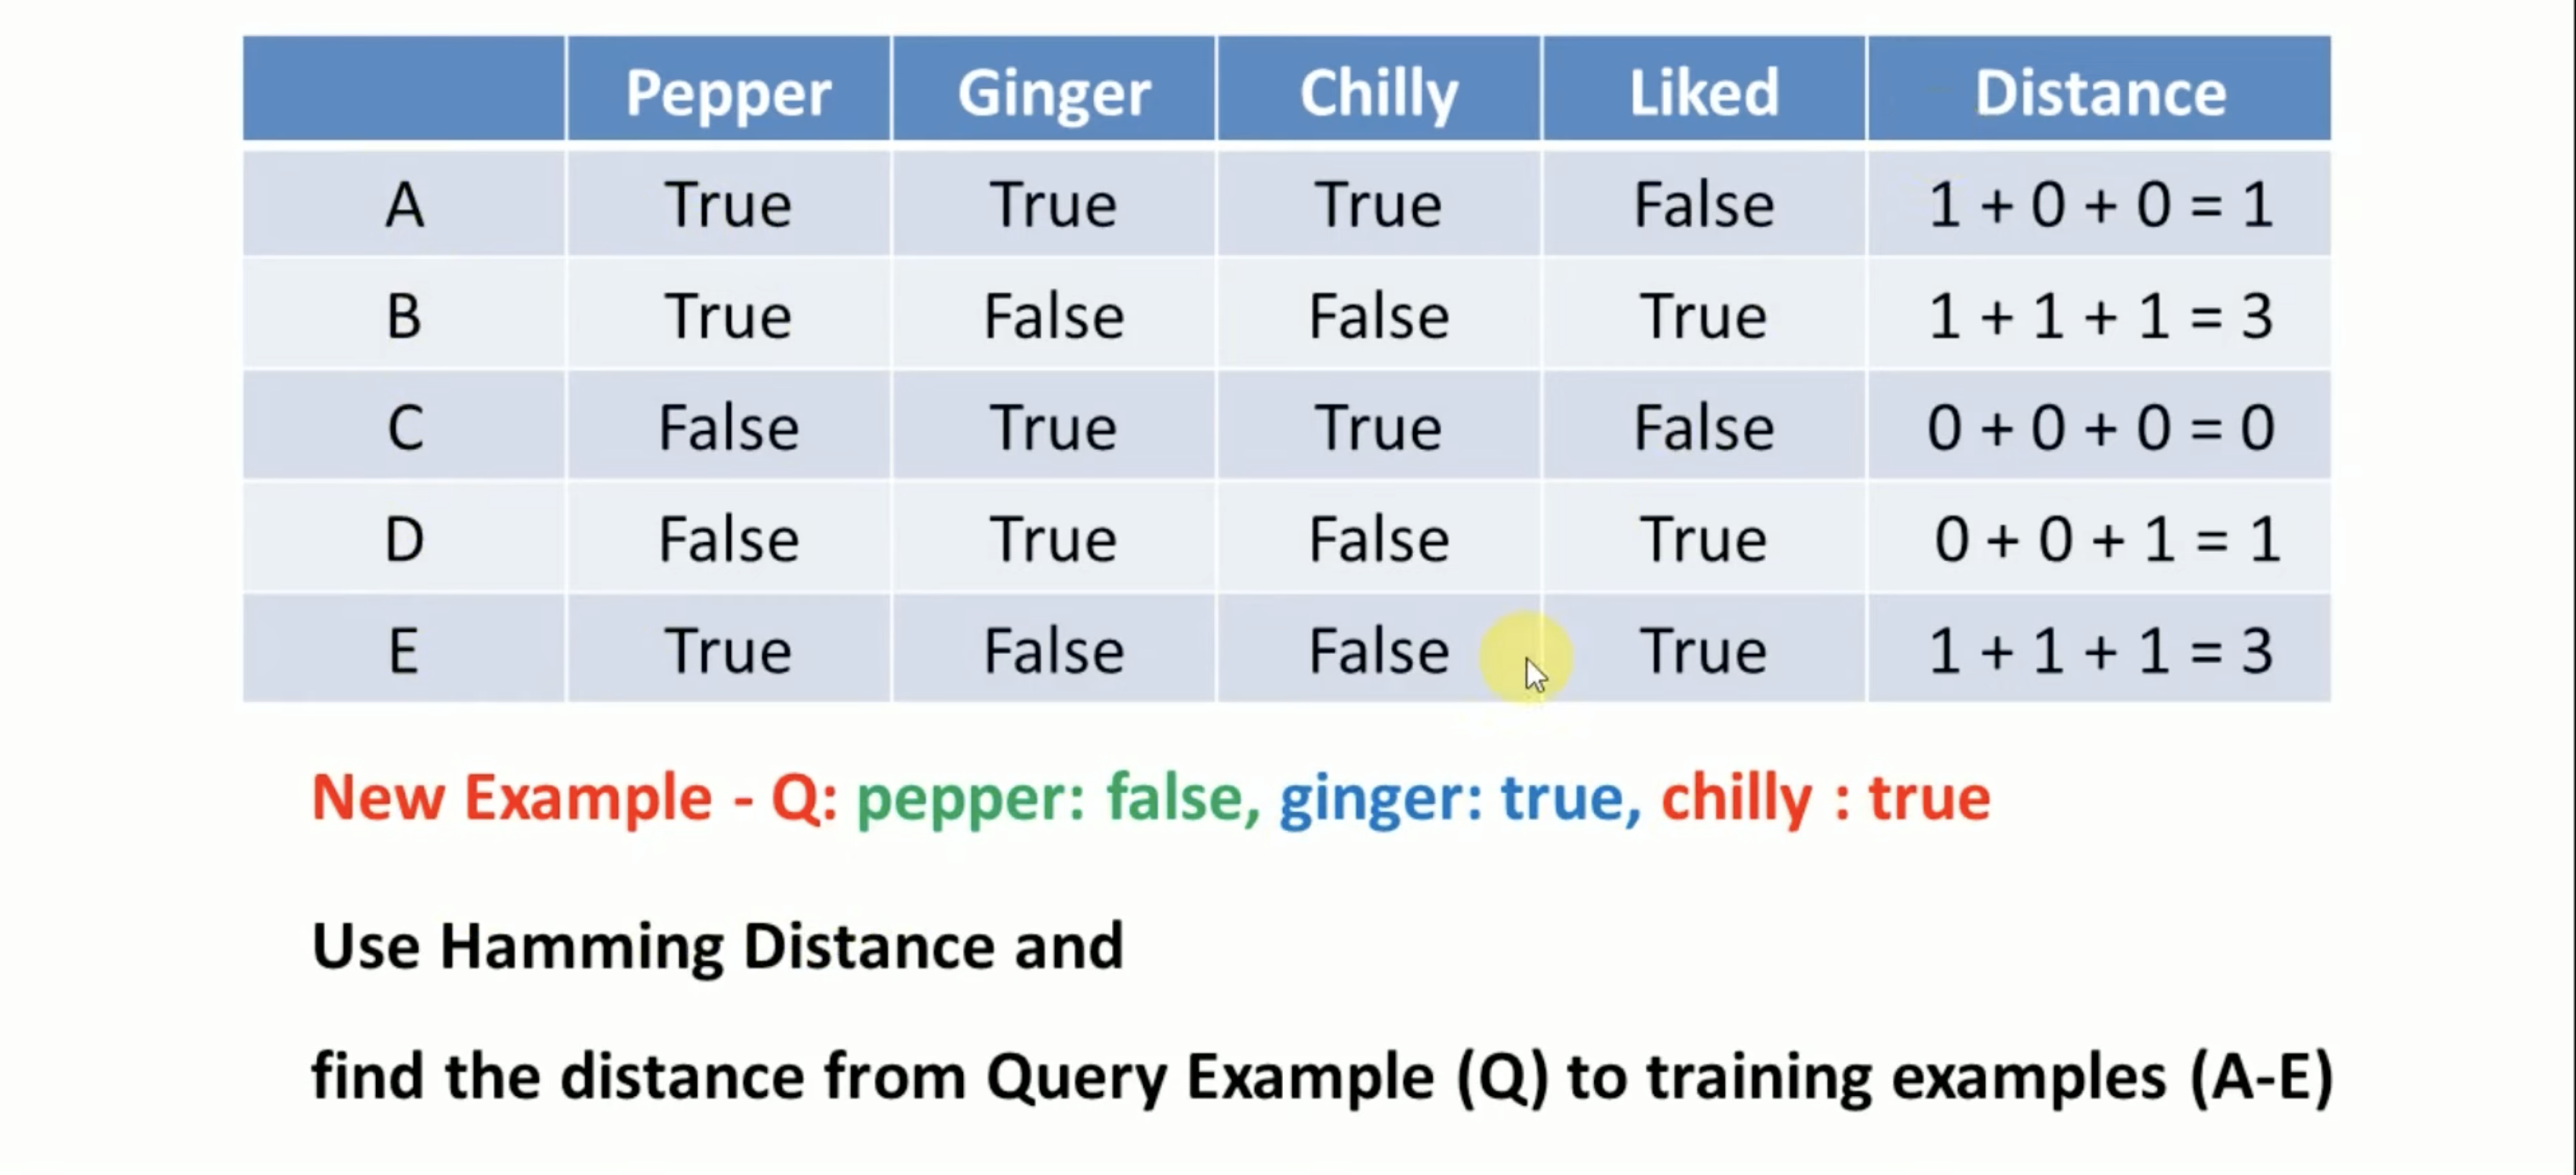 Pepper Ginger Chilly Liked Distance
A True True True False 1 + 0 + 0 = 1
B True False False True 1 + 1 + 1 = 3
C False True True False 0 + 0 + 0 = 0
D False True False True 0 + 0 + 1 = 1
E True False False True 1 + 1 + 1 = 3
New Example - Q: pepper: false, ginger: true, chilly : true
Use Hamming Distance and
find the distance from Query Example (Q) to training examples (A-E)